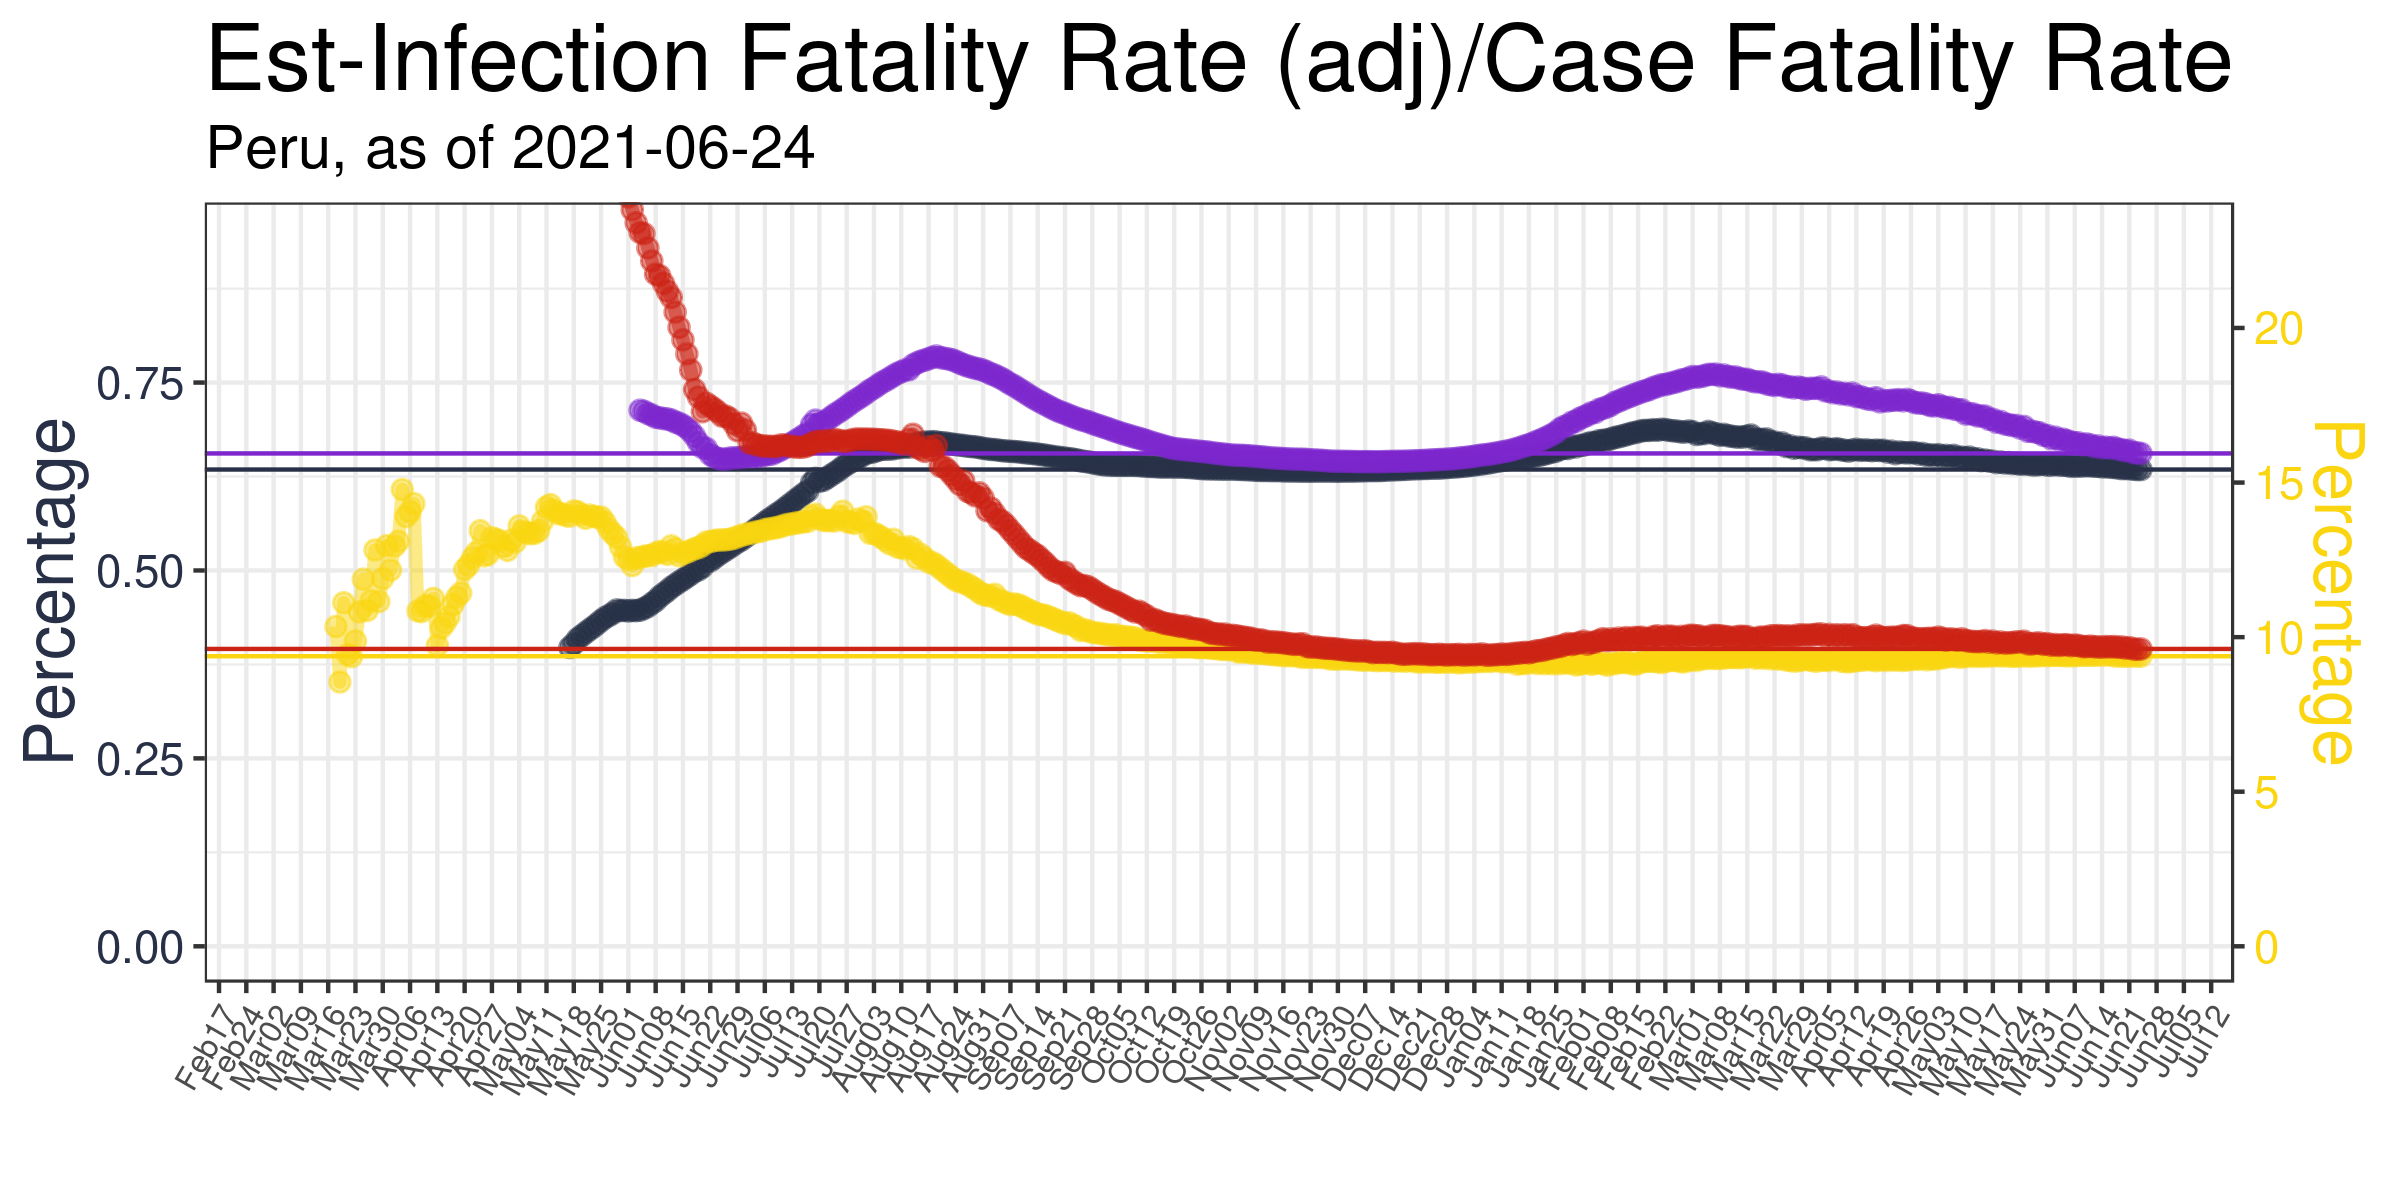 Est-Infection Fatality Rate (adj)/Case Fatality Rate
Peru, as of 2021-06-24
Percentage
0.75
0.50
0.25
0.00
20
15
10
5
0
Percentage
Feb17
Feb24
Mar02
Mar09
Mar16
Mar23
Mar30
Apr06
Apr13
Apr20
Apr27
May04
May11
May18
May25
Jun01
Jun08
Jun15
Jun22
Jun29
Jul06
Jul13
Jul20
Jul27
Aug03
Aug10
Aug17
Aug24
Aug31
Sep07
Sep14
Sep21
Sep28
Oct05
Oct12
Oct19
Oct26
Nov02
Nov09
Nov16
Nov23
Nov30
Dec07
Dec14
Dec21
Dec28
Jan04
Jan11
Jan18
Jan25
Feb01
Feb08
Feb15
Feb22
Mar01
Mar08
Mar15
Mar22
Mar29
Apr05
Apr12
Apr19
Apr26
May03
May10
May17
May24
May31
Jun07
Jun14
Jun21
Jun28
Jul05
Jul12